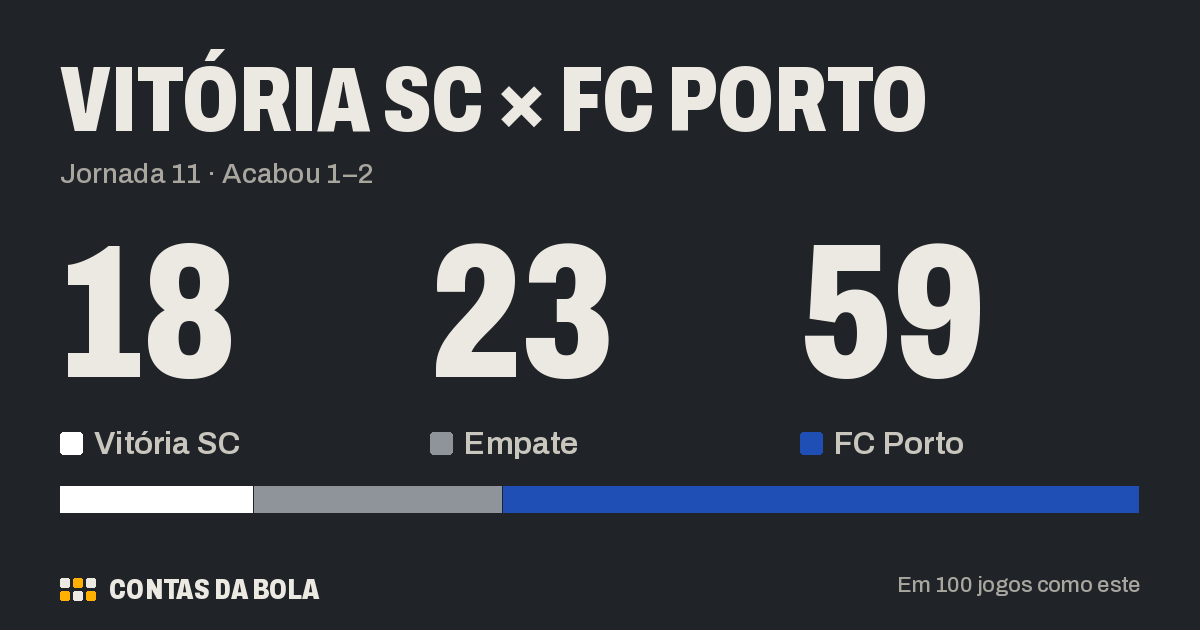 VITÓRIA SC × FC PORTO
Jornada 11 · Acabou 1–2
18 23 59
Vitória SC Empate FC Porto
CONTAS DA BOLA
Em 100 jogos como este